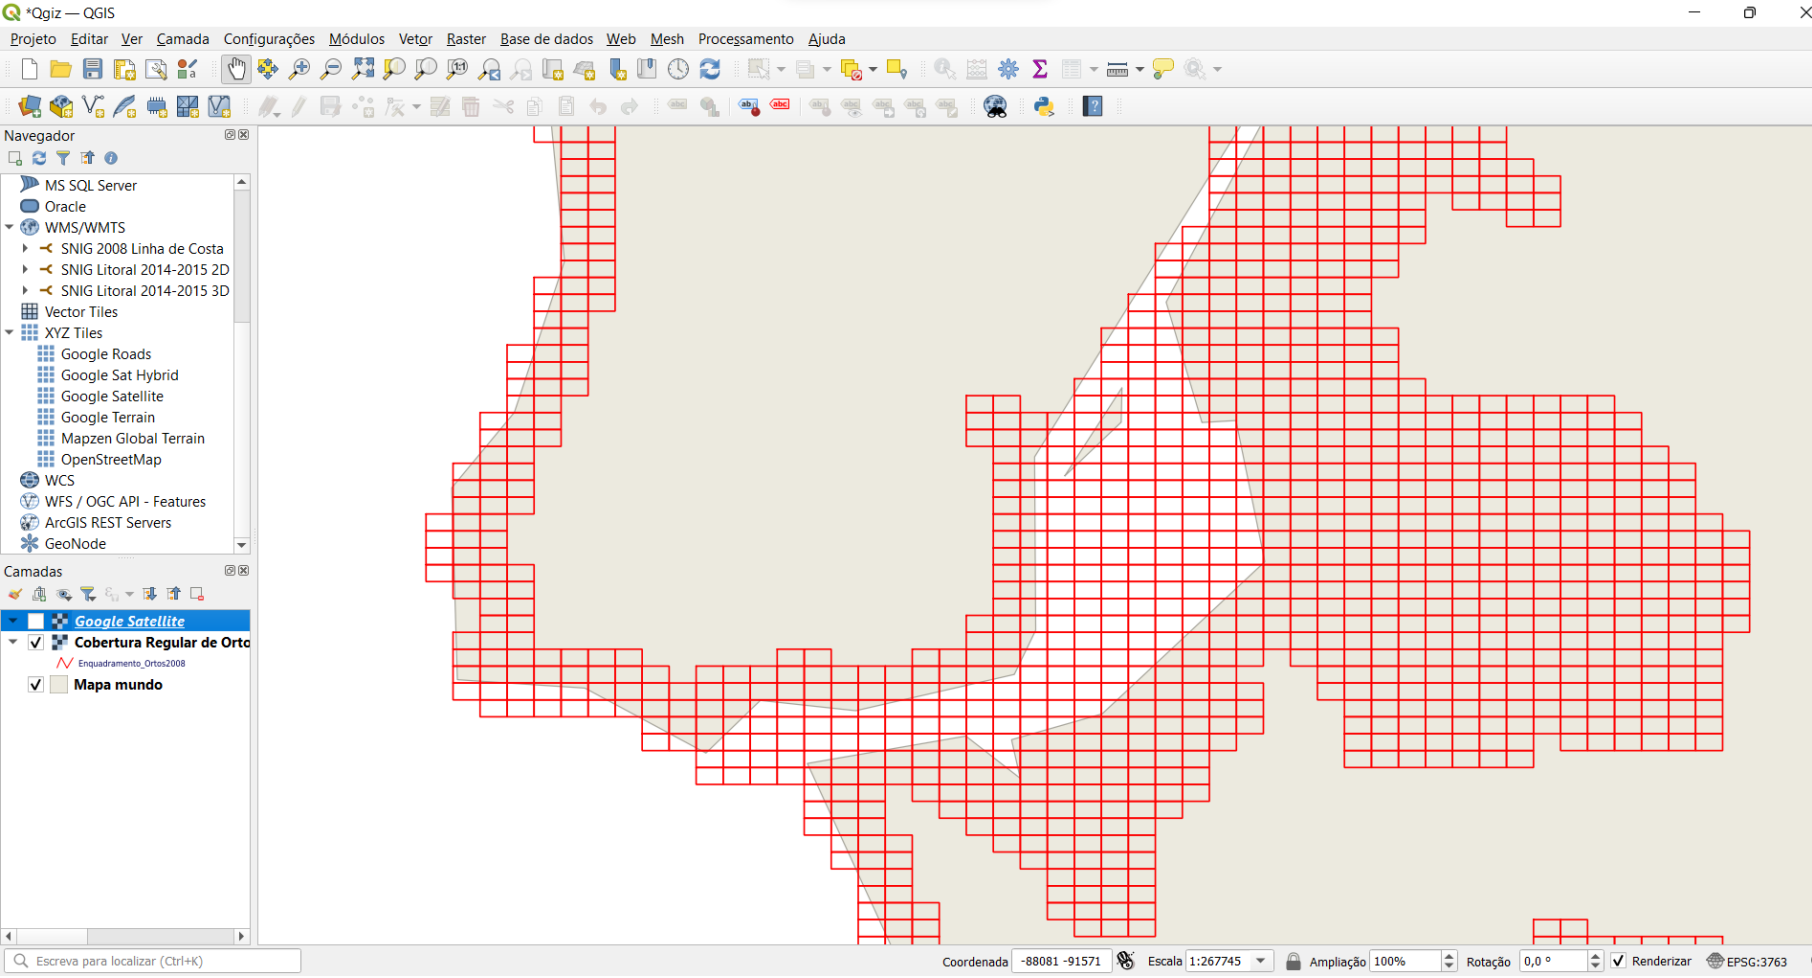 *Qgiz — QGIS
Projeto Editar Ver Camada Configurações Módulos Vetor Raster Base de dados Web Mesh Processamento Ajuda
Navegador
MS SQL Server
Oracle
WMS/WMTS
SNIG 2008 Linha de Costa
SNIG Litoral 2014-2015 2D
SNIG Litoral 2014-2015 3D
Vector Tiles
XYZ Tiles
Google Roads
Google Sat Hybrid
Google Satellite
Google Terrain
Mapzen Global Terrain
OpenStreetMap
WCS
WFS / OGC API - Features
ArcGIS REST Servers
GeoNode
Camadas
Google Satellite
Cobertura Regular de Orto
Enquadramento_Ortos2008
Mapa mundo
Escreva para localizar (Ctrl+K)
Coordenada -88081 -91571 Escala 1:267745 Ampliação 100% Rotação 0,0 ° Renderizar EPSG:3763